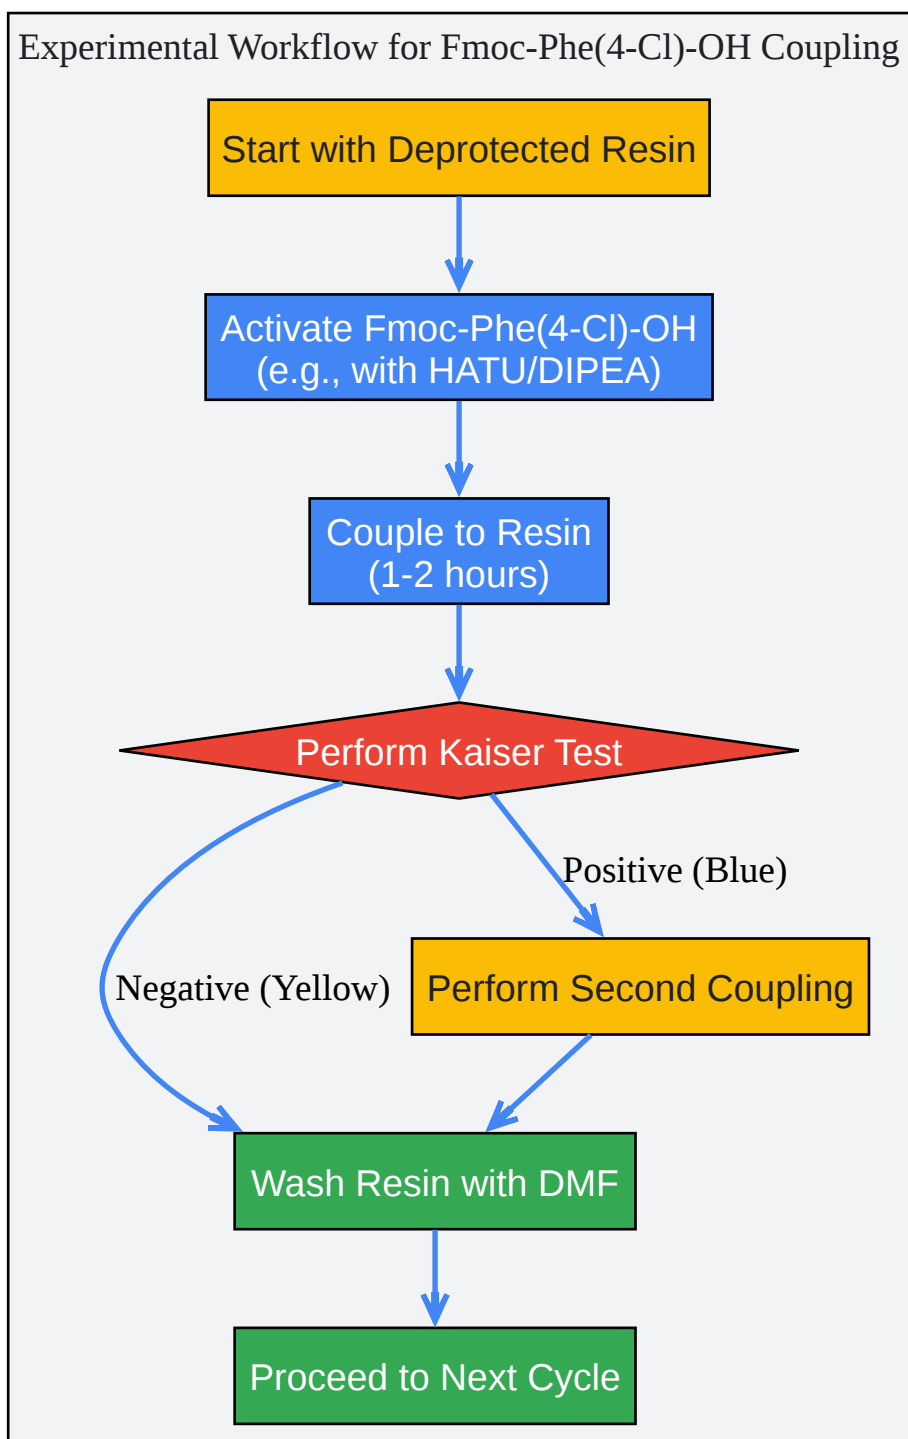 Experimental Workflow for Fmoc-Phe(4-Cl)-OH Coupling
Start with Deprotected Resin
Activate Fmoc-Phe(4-Cl)-OH
(e.g., with HATU/DIPEA)
Couple to Resin
(1-2 hours)
Perform Kaiser Test
Positive (Blue)
Negative (Yellow)
Perform Second Coupling
Wash Resin with DMF
Proceed to Next Cycle